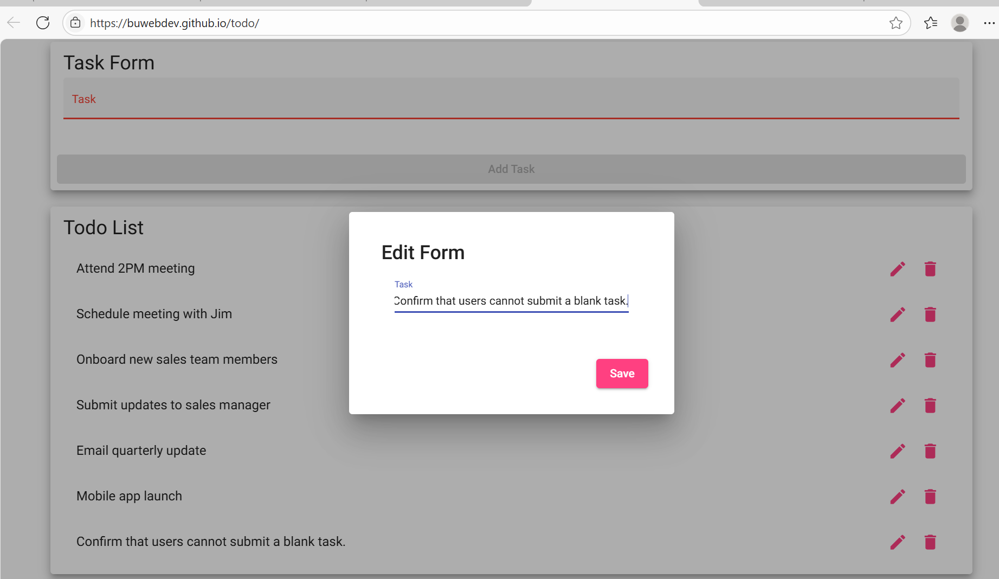 https://buwebdev.github.io/todo/
Task Form
Task
Add Task
Todo List
Attend 2PM meeting
Schedule meeting with Jim
Onboard new sales team members
Submit updates to sales manager
Email quarterly update
Mobile app launch
Confirm that users cannot submit a blank task.
Edit Form
Task
Confirm that users cannot submit a blank task.
Save